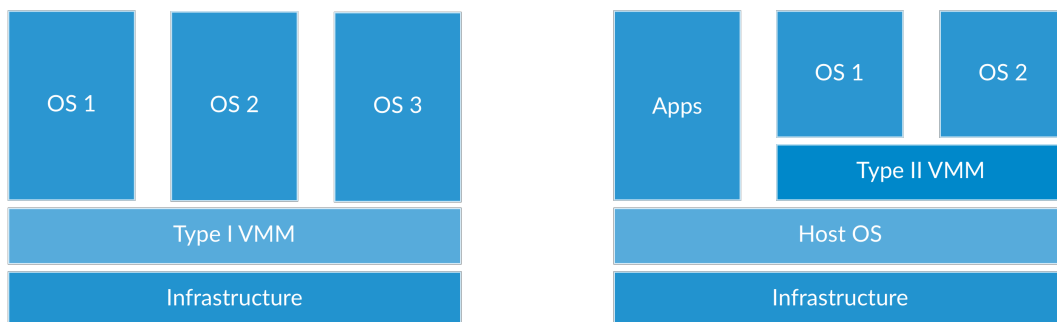 OS 1
OS 2
OS 3
Type I VMM
Infrastructure
Apps
OS 1
OS 2
Type II VMM
Host OS
Infrastructure